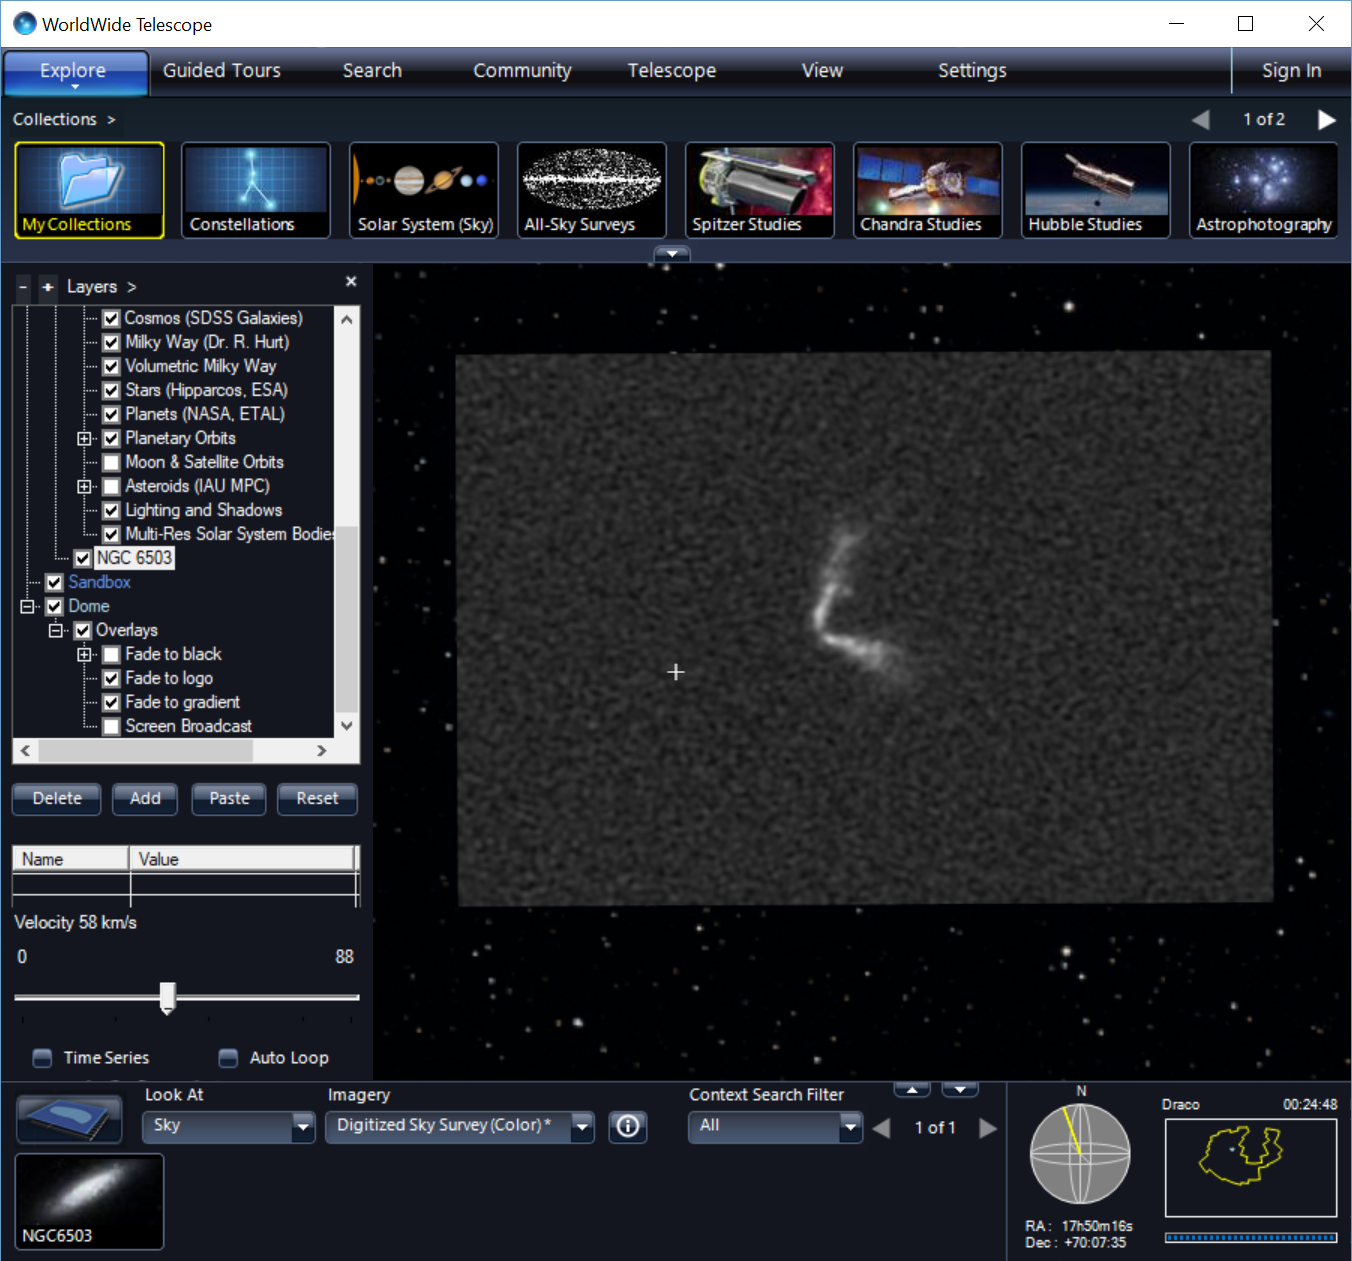 WorldWide Telescope
Explore Guided Tours Search Community Telescope View Settings Sign In
Collections > 1 of 2
My Collections Constellations Solar System (Sky) All-Sky Surveys Spitzer Studies Chandra Studies Hubble Studies Astrophotography
- + Layers > ×
Cosmos (SDSS Galaxies)
Milky Way (Dr. R. Hurt)
Volumetric Milky Way
Stars (Hipparcos, ESA)
Planets (NASA, ETAL)
Planetary Orbits
Moon & Satellite Orbits
Asteroids (IAU MPC)
Lighting and Shadows
Multi-Res Solar System Bodies
NGC 6503
Sandbox
Dome
Overlays
Fade to black
Fade to logo
Fade to gradient
Screen Broadcast
Delete Add Paste Reset
Name Value
Velocity 58 km/s
0 88
Time Series Auto Loop
Look At Imagery Context Search Filter
Sky Digitized Sky Survey (Color) * All 1 of 1
NGC6503
N
RA : 17h50m16s
Dec : +70:07:35
Draco 00:24:48